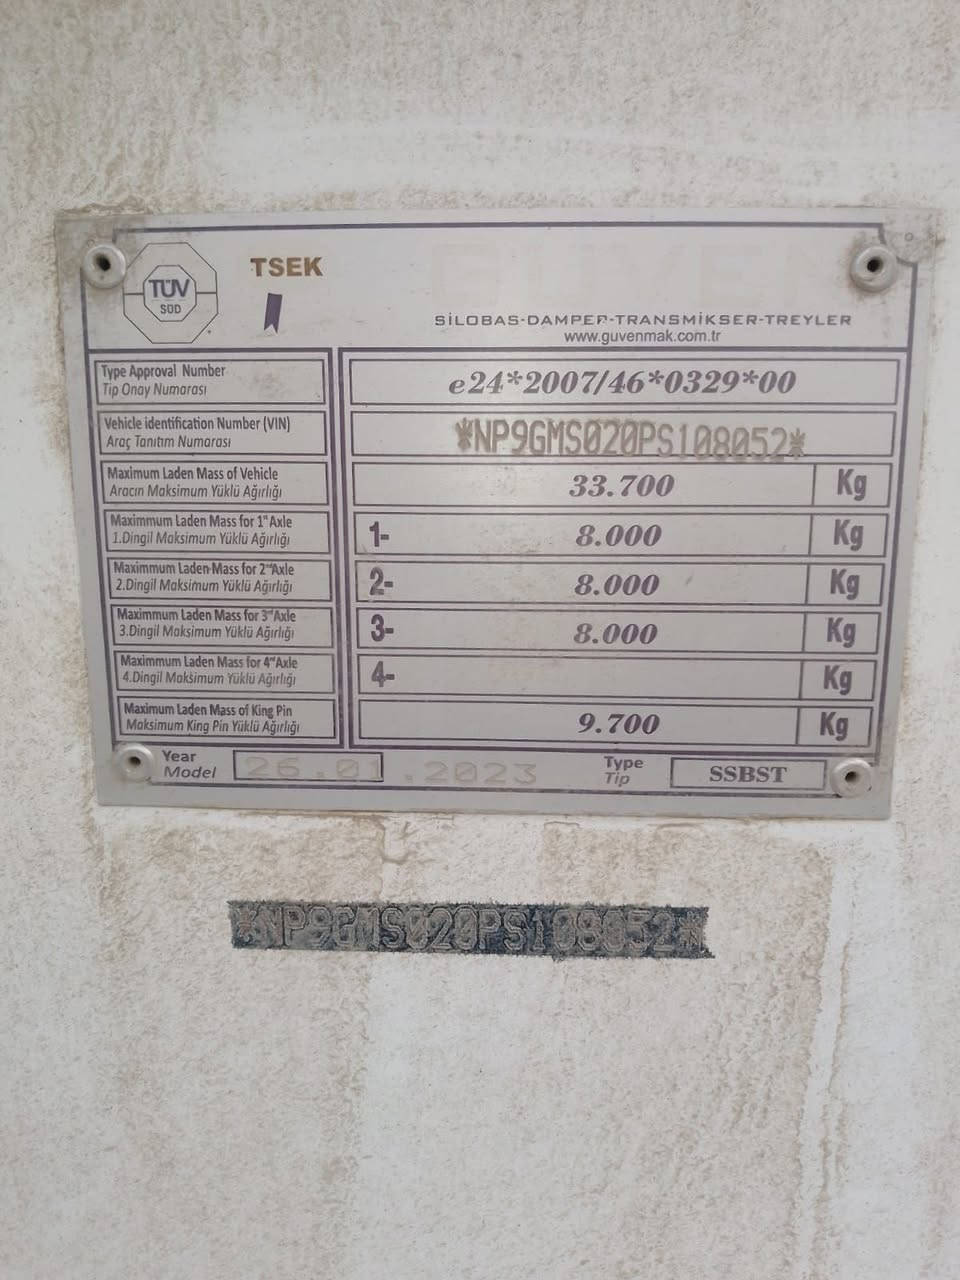 TÜV
SÜD
TSEK
GÜVEN
SİLOBAS-DAMPER-TRANSMİKSER-TREYLER
www.guvenmak.com.tr
Type Approval Number
Tip Onay Numarası
e24*2007/46*0329*00
Vehicle identification Number (VIN)
Araç Tanıtım Numarası
*NP9GMS020PS108052*
Maximum Laden Mass of Vehicle
Aracın Maksimum Yüklü Ağırlığı
33.700 Kg
Maximmum Laden Mass for 1st Axle
1.Dingil Maksimum Yüklü Ağırlığı
1- 8.000 Kg
Maximmum Laden Mass for 2nd Axle
2.Dingil Maksimum Yüklü Ağırlığı
2- 8.000 Kg
Maximmum Laden Mass for 3rd Axle
3.Dingil Maksimum Yüklü Ağırlığı
3- 8.000 Kg
Maximmum Laden Mass for 4th Axle
4.Dingil Maksimum Yüklü Ağırlığı
4- Kg
Maximum Laden Mass of King Pin
Maksimum King Pin Yüklü Ağırlığı
9.700 Kg
Year
Model
26.01.2023
Type
Tip
SSBST
*NP9GMS020PS108052*